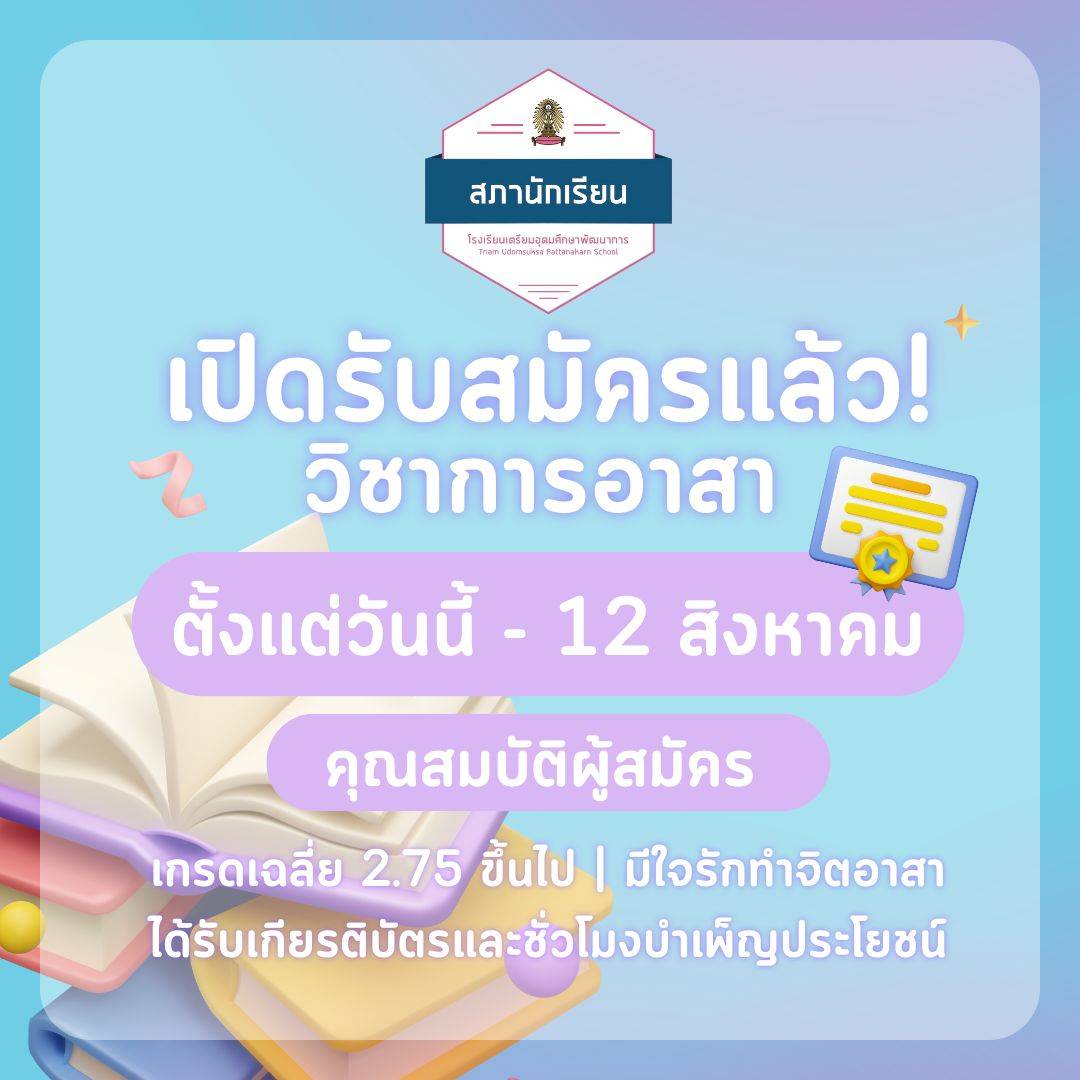 สภานักเรียน
โรงเรียนเตรียมอุดมศึกษาพัฒนาการ
Triam Udomsuksa Pattanakarn School
เปิดรับสมัครแล้ว!
วิชาการอาสา
ตั้งแต่วันนี้ - 12 สิงหาคม
คุณสมบัติผู้สมัคร
เกรดเฉลี่ย 2.75 ขึ้นไป | มีใจรักทำจิตอาสา
ได้รับเกียรติบัตรและชั่วโมงบำเพ็ญประโยชน์